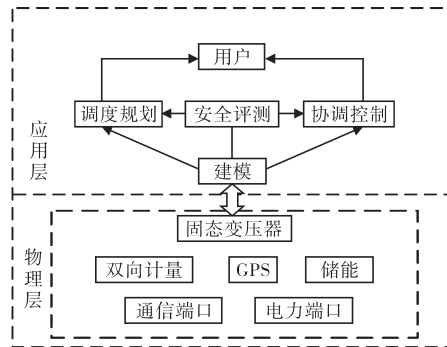 用户
调度规划 安全评测 协调控制
应用层
建模
固态变压器
物理层
双向计量 GPS 储能
通信端口 电力端口